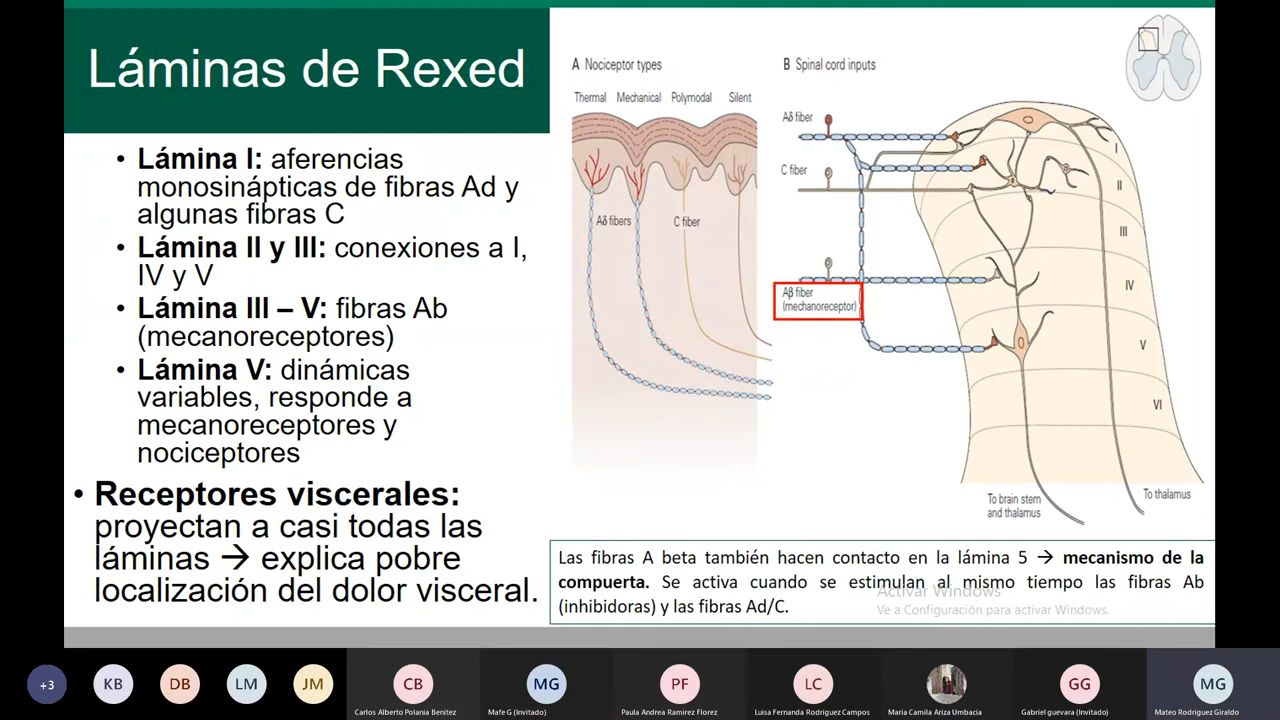 Láminas de Rexed
• Lámina I: aferencias
monosinápticas de fibras Ad y
algunas fibras C
• Lámina II y III: conexiones a I,
IV y V
• Lámina III – V: fibras Ab
(mecanoreceptores)
• Lámina V: dinámicas
variables, responde a
mecanoreceptores y
nociceptores
• Receptores viscerales:
proyectan a casi todas las
láminas → explica pobre
localización del dolor visceral.
A Nociceptor types
Thermal Mechanical Polymodal Silent
Aδ fibers
C fiber
B Spinal cord inputs
Aδ fiber
C fiber
Aβ fiber
(mechanoreceptor)
I
II
III
IV
V
VI
To brain stem
and thalamus
To thalamus
Las fibras A beta también hacen contacto en la lámina 5 → mecanismo de la
compuerta. Se activa cuando se estimulan al mismo tiempo las fibras Ab
(inhibidoras) y las fibras Ad/C.
Activar Windows
Ve a Configuración para activar Windows.
+3
KB
DB
LM
JM
CB
Carlos Alberto Polania Benitez
MG
Mafe G (Invitado)
PF
Paula Andrea Ramirez Florez
LC
Luisa Fernanda Rodriguez Campos
Maria Camila Ariza Umbacia
GG
Gabriel guevara (Invitado)
MG
Mateo Rodriguez Giraldo